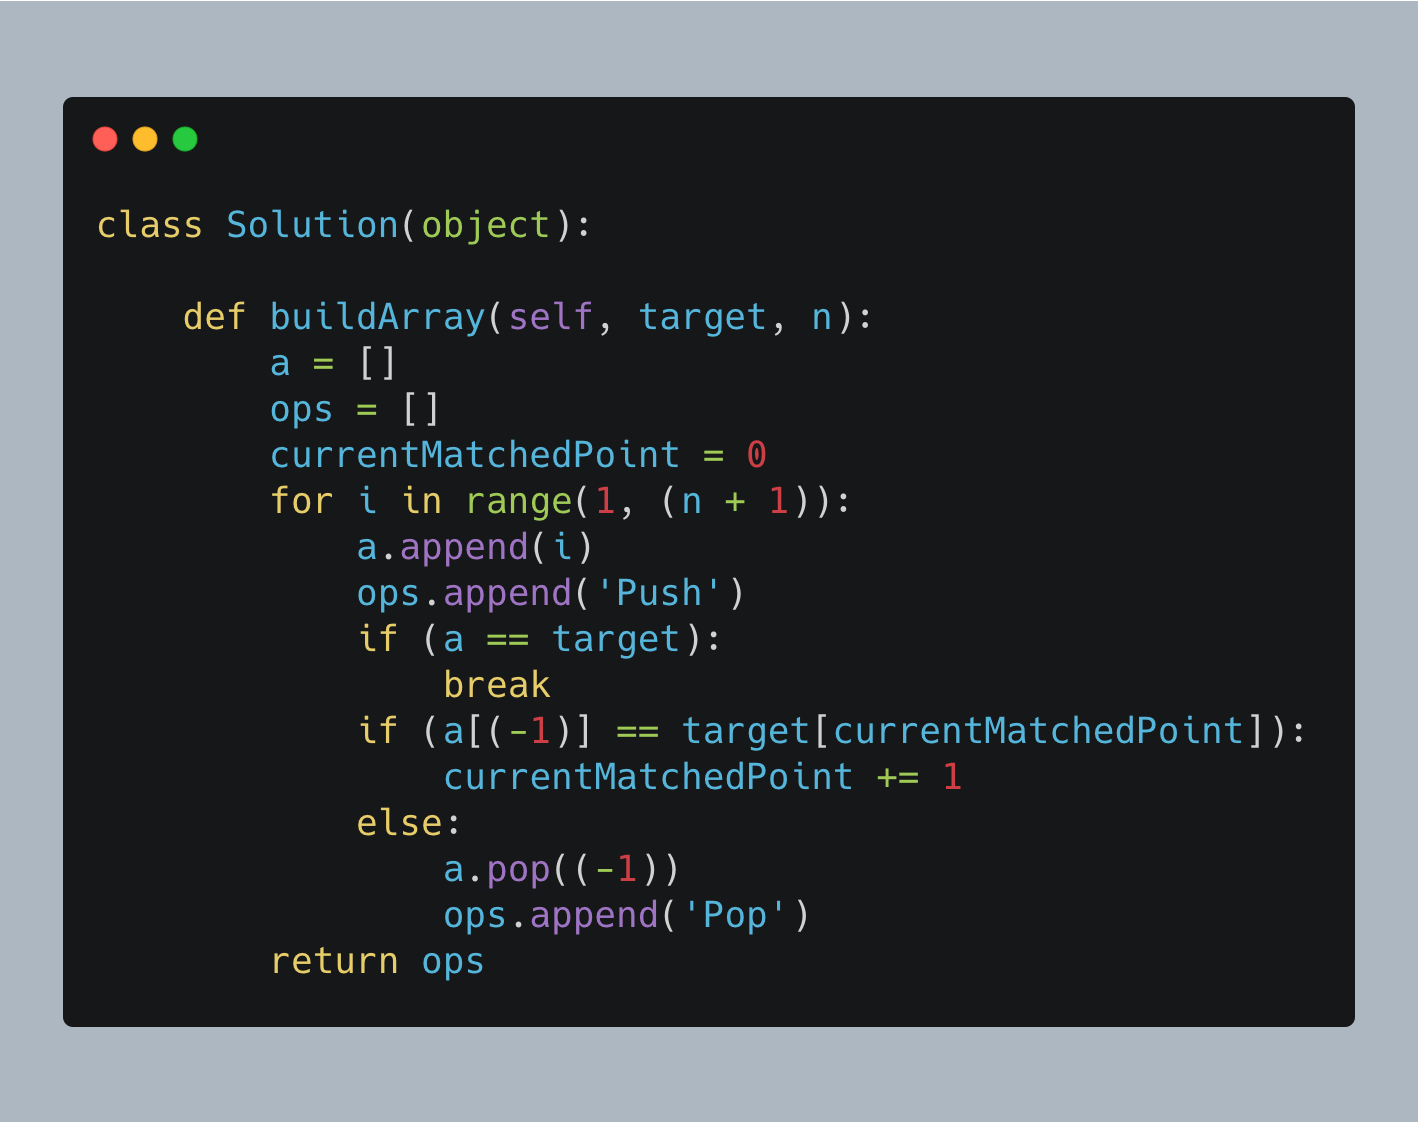 class Solution(object):

    def buildArray(self, target, n):
        a = []
        ops = []
        currentMatchedPoint = 0
        for i in range(1, (n + 1)):
            a.append(i)
            ops.append('Push')
            if (a == target):
                break
            if (a[(-1)] == target[currentMatchedPoint]):
                currentMatchedPoint += 1
            else:
                a.pop((-1))
                ops.append('Pop')
        return ops